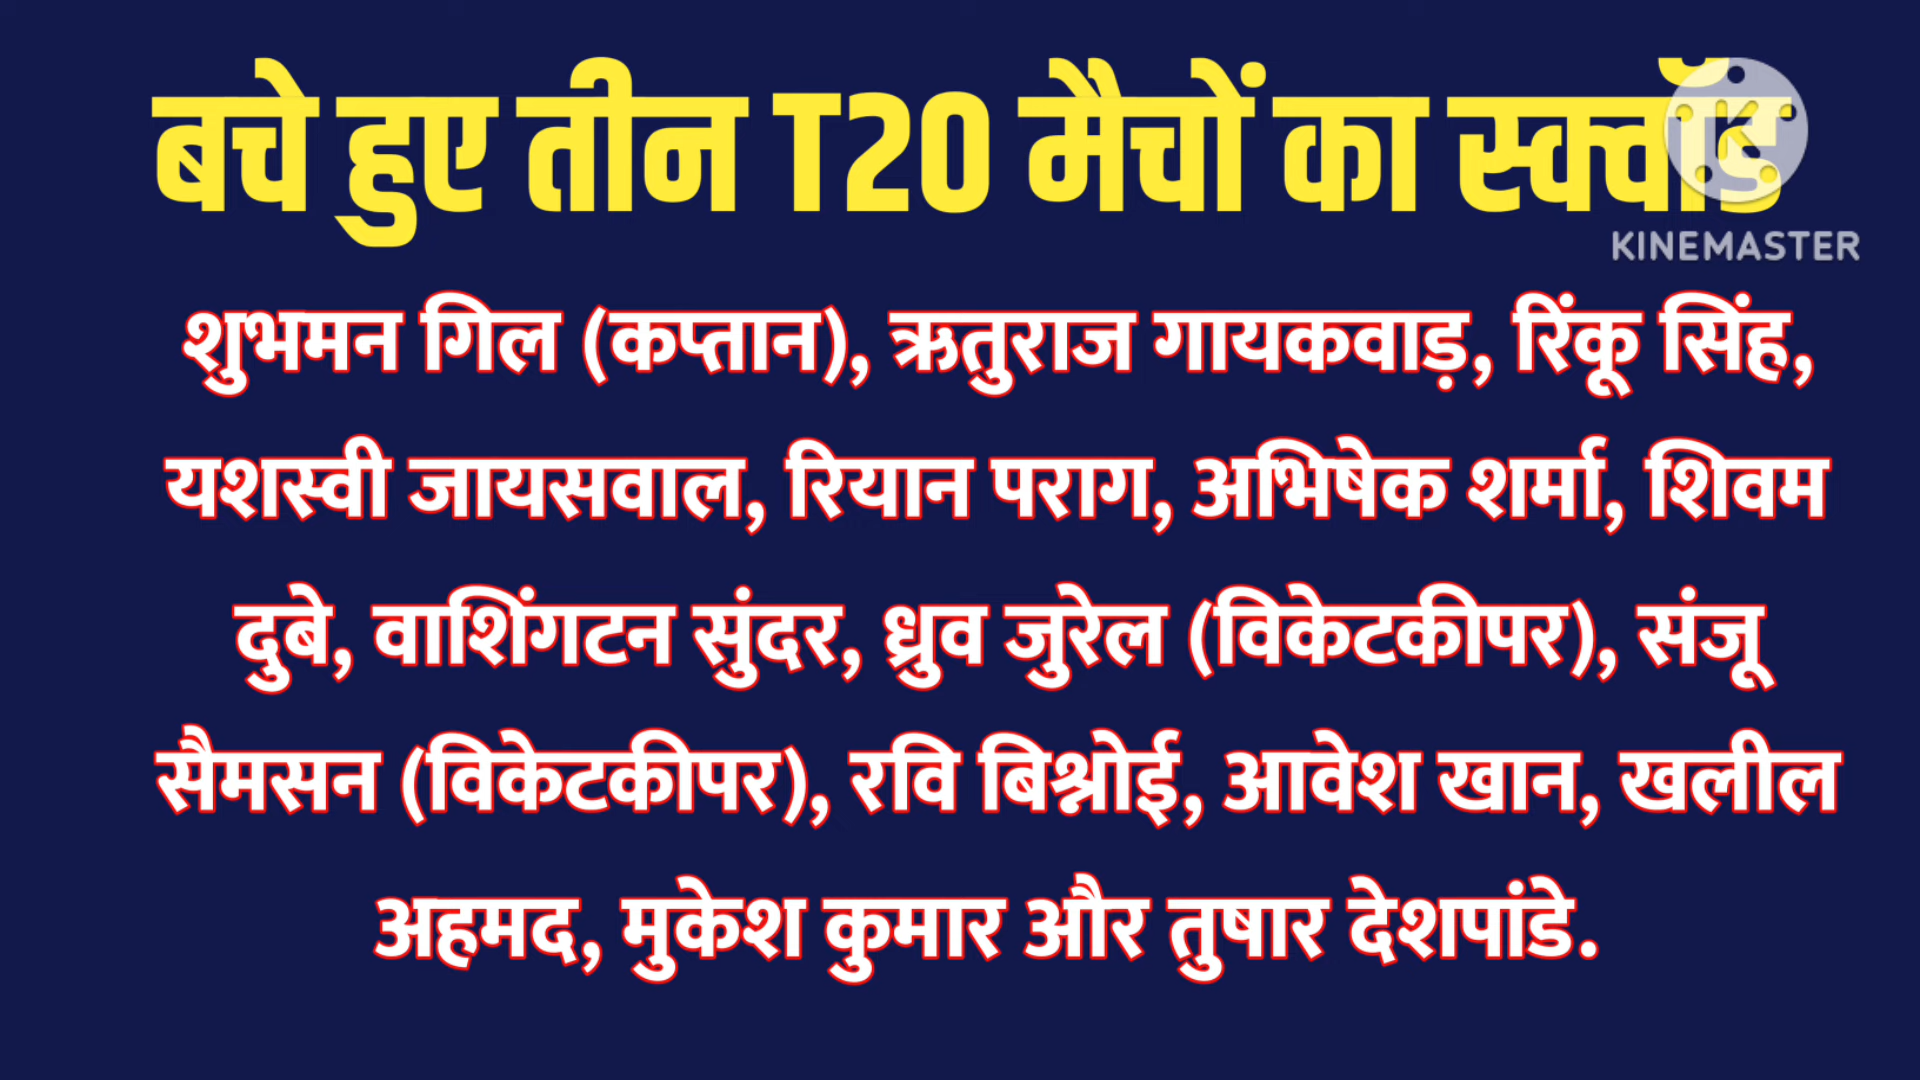 बचे हुए तीन T20 मैचों का स्क्वॉड
KINEMASTER
शुभमन गिल (कप्तान), ऋतुराज गायकवाड़, रिंकू सिंह,
यशस्वी जायसवाल, रियान पराग, अभिषेक शर्मा, शिवम
दुबे, वाशिंगटन सुंदर, ध्रुव जुरेल (विकेटकीपर), संजू
सैमसन (विकेटकीपर), रवि बिश्नोई, आवेश खान, खलील
अहमद, मुकेश कुमार और तुषार देशपांडे.